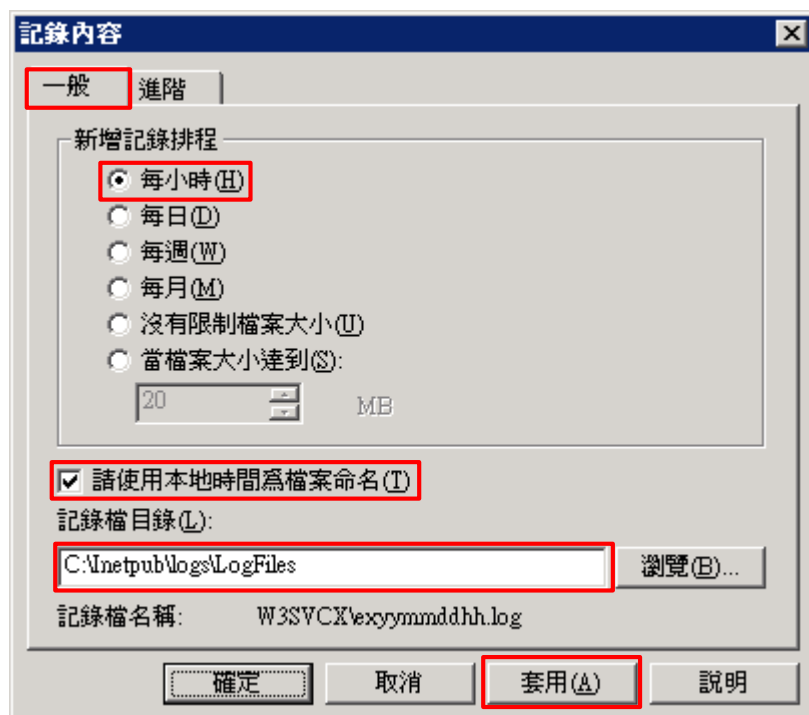 記錄內容
一般 進階
新增記錄排程
每小時(H)
每日(D)
每週(W)
每月(M)
沒有限制檔案大小(U)
當檔案大小達到(S):
20 MB
請使用本地時間爲檔案命名(T)
記錄檔目錄(L):
C:\Inetpub\logs\LogFiles 瀏覽(B)...
記錄檔名稱: W3SVCX\exyymmddhh.log
確定 取消 套用(A) 說明